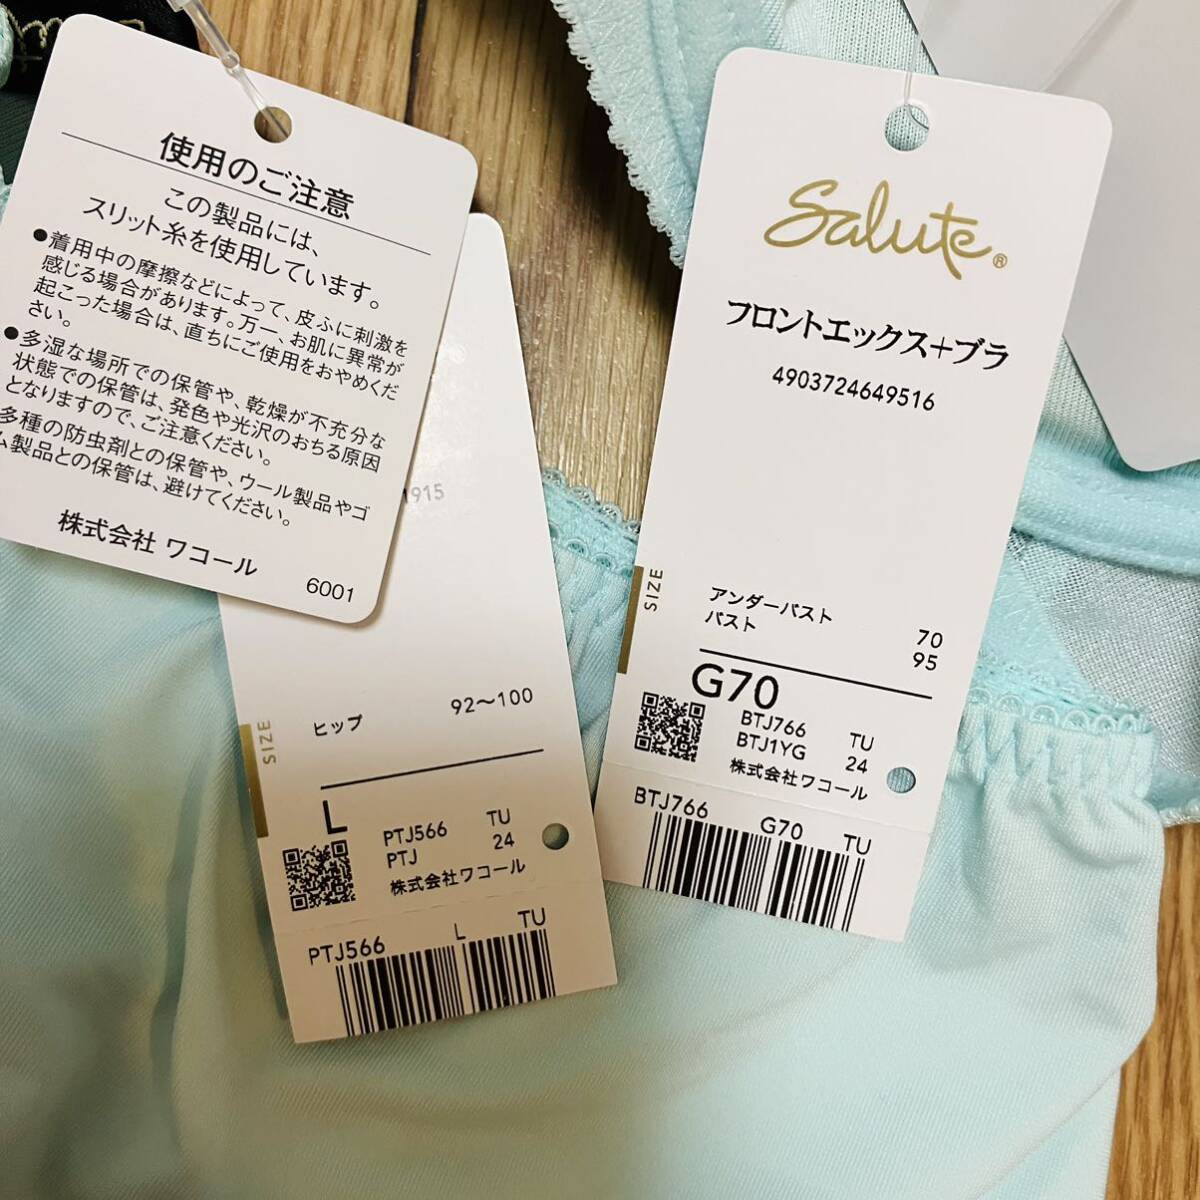 使用のご注意
この製品には、
スリット糸を使用しています。
●着用中の摩擦などによって、皮ふに刺激を
感じる場合があります。万一、お肌に異常が
起こった場合は、直ちにご使用をおやめくだ
さい。
●多湿な場所での保管や、乾燥が不充分な
状態での保管は、発色や光沢のおちる原因
となりますので、ご注意ください。
多種の防虫剤との保管や、ウール製品やゴ
ム製品との保管は、避けてください。
株式会社 ワコール
6001
1915
SIZE
ヒップ 92〜100
L
PTJ566 TU
PTJ 24
株式会社ワコール
PTJ566 L TU
Salute®
フロントエックス+ブラ
4903724649516
SIZE
アンダーバスト 70
バスト 95
G70
BTJ766 TU
BTJ1YG 24
株式会社ワコール
BTJ766 G70 TU